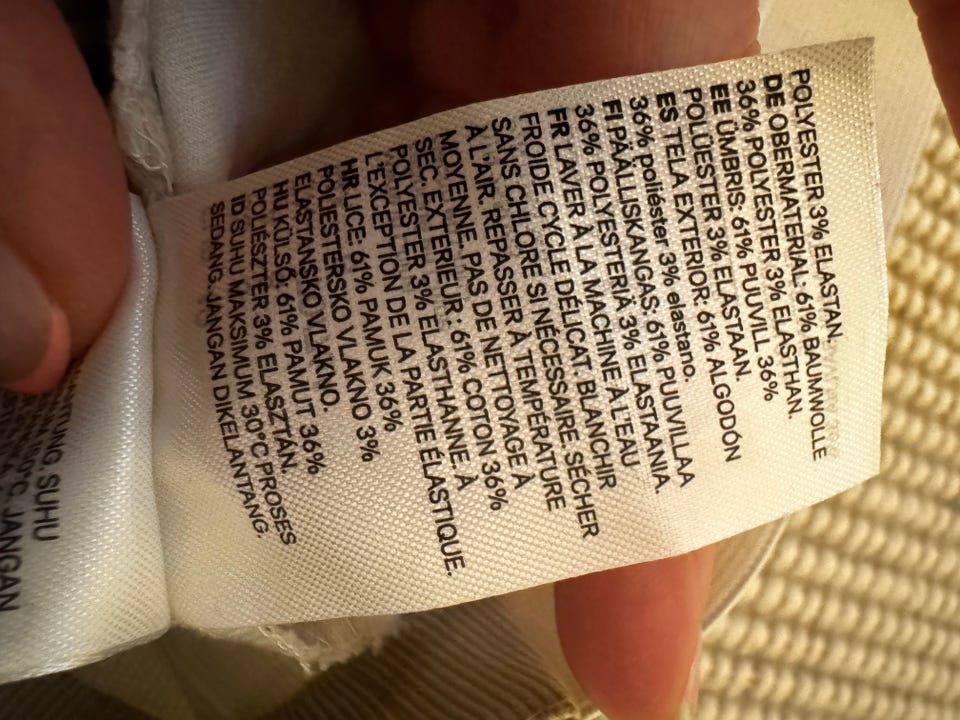 POLYESTER 3% ELASTAN.
DE OBERMATERIAL: 61% BAUMWOLLE
36% POLYESTER 3% ELASTHAN.
EE ÜMBRIS: 61% PUUVILL 36%
POLÜESTER 3% ELASTAAN.
ES TELA EXTERIOR: 61% ALGODÓN
36% poliéster 3% elastano.
FI PÄÄLLISKANGAS: 61% PUUVILLAA
36% POLYESTERIÄ 3% ELASTAANIA.
FR LAVER À LA MACHINE À L'EAU
FROIDE CYCLE DÉLICAT. BLANCHIR
SANS CHLORE SI NÉCESSAIRE. SÉCHER
À L'AIR. REPASSER À TEMPÉRATURE
MOYENNE. PAS DE NETTOYAGE À
SEC. EXTERIEUR: 61% COTON 36%
POLYESTER 3% ELASTHANNE. À
L'EXCEPTION DE LA PARTIE ÉLASTIQUE.
HR LICE: 61% PAMUK 36%
POLIESTERSKO VLAKNO 3%
ELASTANSKO VLAKNO.
HU KÜLSŐ: 61% PAMUT 36%
POLIÉSZTER 3% ELASZTÁN.
ID SUHU MAKSIMUM 30°C PROSES
SEDANG. JANGAN DIKELANTANG.
SUHU
JANGAN